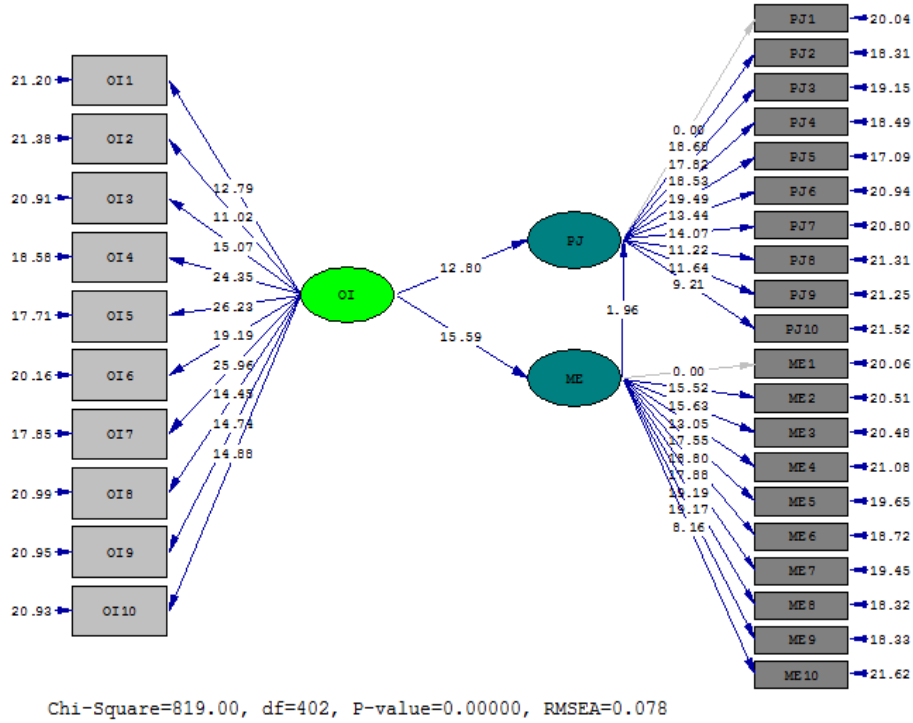 21.20 OI1
21.38 OI2
20.91 OI3
18.58 OI4
17.71 OI5
20.16 OI6
17.85 OI7
20.99 OI8
20.95 OI9
20.93 OI10
12.79
11.02
15.07
24.35
26.23
19.19
25.96
14.45
14.74
14.88
OI
12.80
15.59
PJ
1.96
ME
0.00
18.68
17.82
18.53
19.49
13.44
14.07
11.22
11.64
9.21
0.00
15.52
15.63
13.05
17.55
18.80
17.88
19.19
19.17
8.16
PJ1 20.04
PJ2 18.31
PJ3 19.15
PJ4 18.49
PJ5 17.09
PJ6 20.94
PJ7 20.80
PJ8 21.31
PJ9 21.25
PJ10 21.52
ME1 20.06
ME2 20.51
ME3 20.48
ME4 21.08
ME5 19.65
ME6 18.72
ME7 19.45
ME8 18.32
ME9 18.33
ME10 21.62
Chi-Square=819.00, df=402, P-value=0.00000, RMSEA=0.078